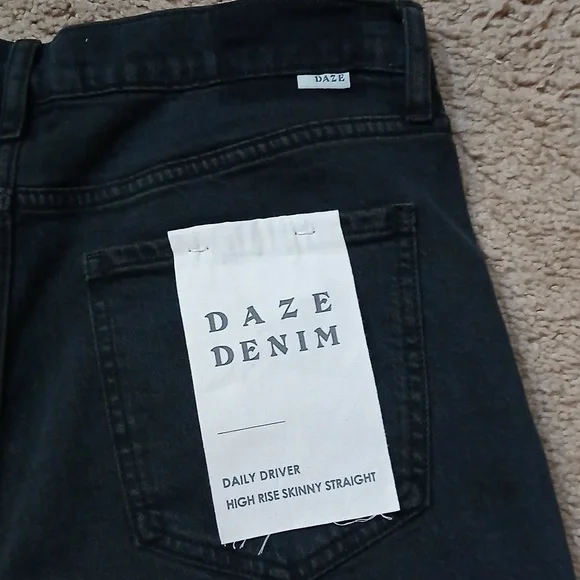 DAZE
DAZE
DENIM
DAILY DRIVER
HIGH RISE SKINNY STRAIGHT